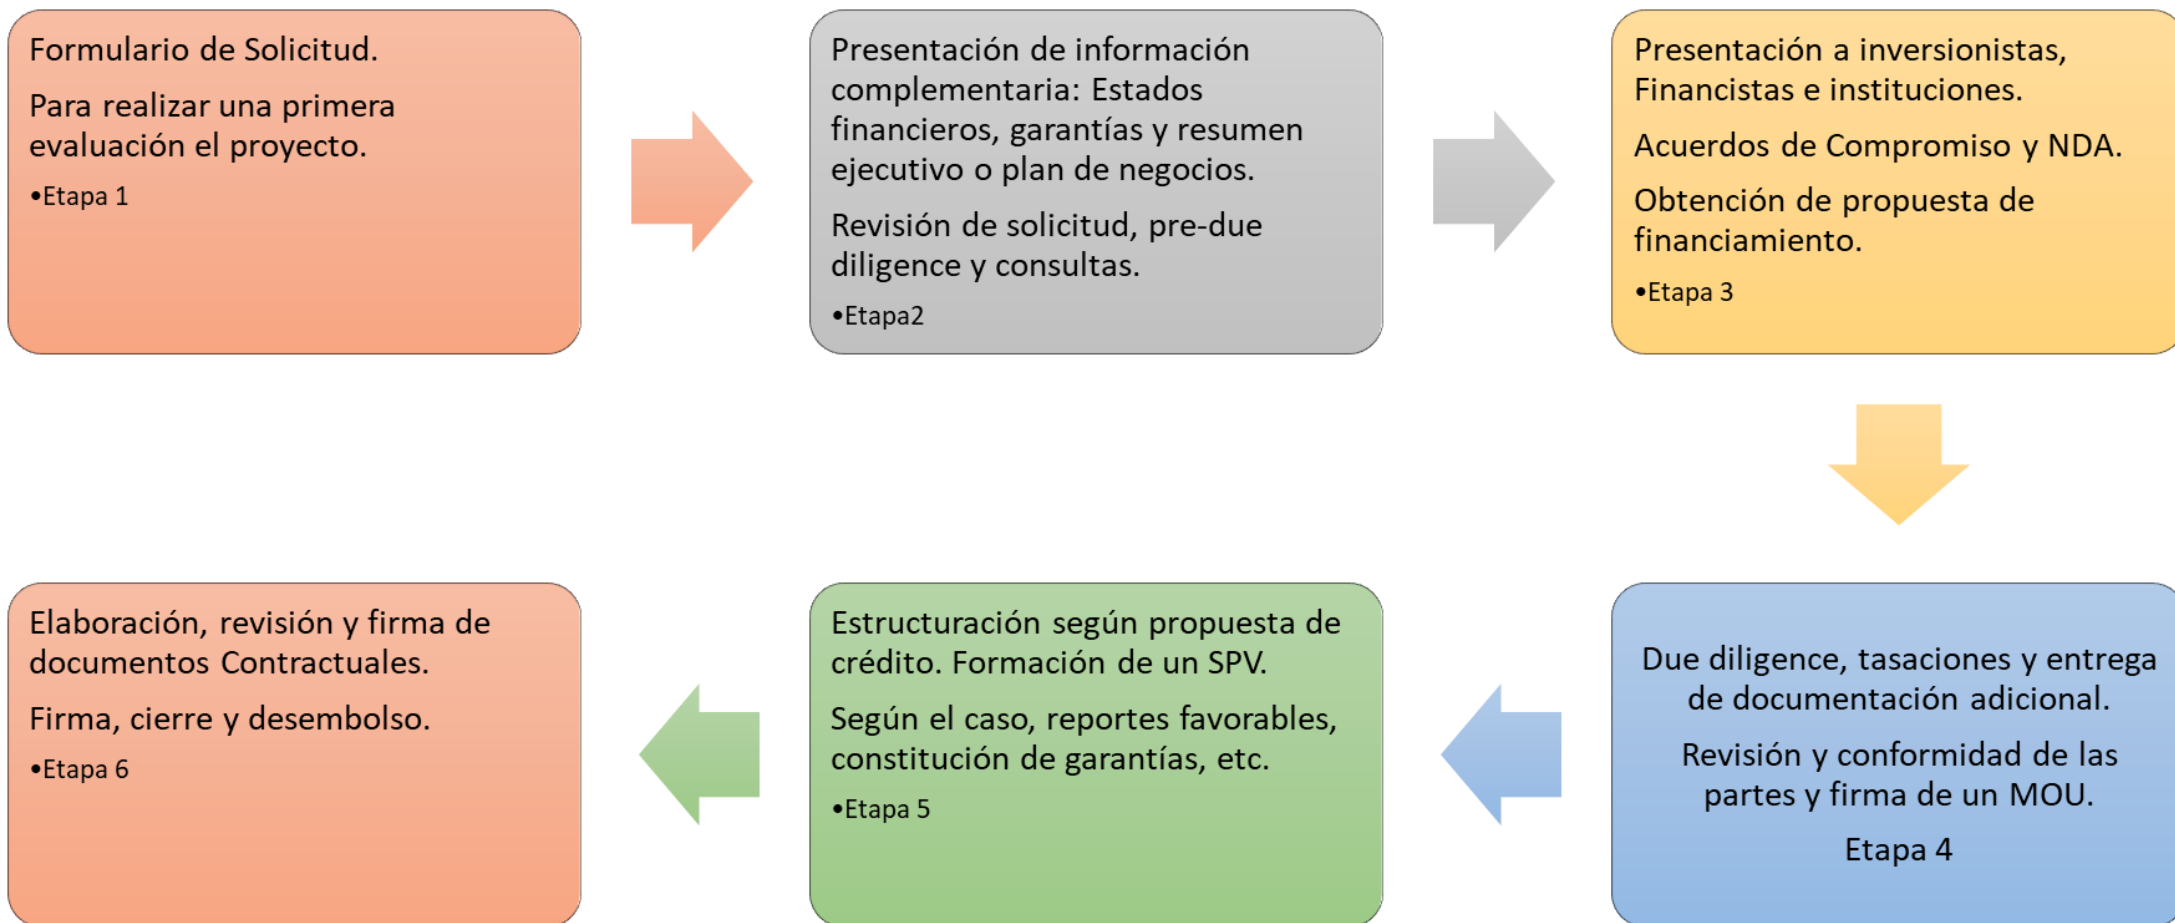 Formulario de Solicitud.
Para realizar una primera
evaluación el proyecto.
•Etapa 1
Presentación de información
complementaria: Estados
financieros, garantías y resumen
ejecutivo o plan de negocios.
Revisión de solicitud, pre-due
diligence y consultas.
•Etapa2
Presentación a inversionistas,
Financistas e instituciones.
Acuerdos de Compromiso y NDA.
Obtención de propuesta de
financiamiento.
•Etapa 3
Due diligence, tasaciones y entrega
de documentación adicional.
Revisión y conformidad de las
partes y firma de un MOU.
Etapa 4
Estructuración según propuesta de
crédito. Formación de un SPV.
Según el caso, reportes favorables,
constitución de garantías, etc.
•Etapa 5
Elaboración, revisión y firma de
documentos Contractuales.
Firma, cierre y desembolso.
•Etapa 6